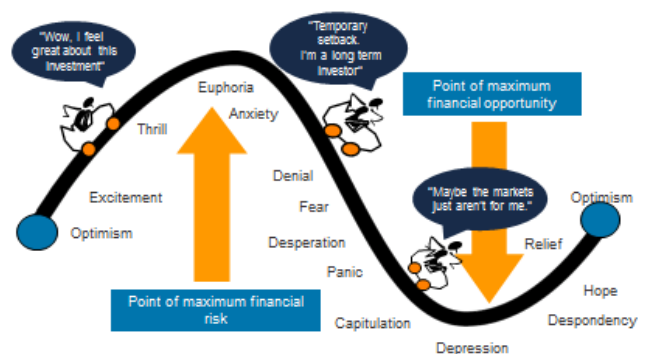 "Wow, I feel
great about this
Investment"
"Temporary
setback.
I'm a long term
Investor"
Point of maximum
financial opportunity
Euphoria
Anxiety
Thrill
Denial
Excitement
Fear
"Maybe the markets
just aren't for me."
Optimism
Optimism
Desperation
Relief
Panic
Point of maximum financial
risk
Hope
Capitulation
Despondency
Depression